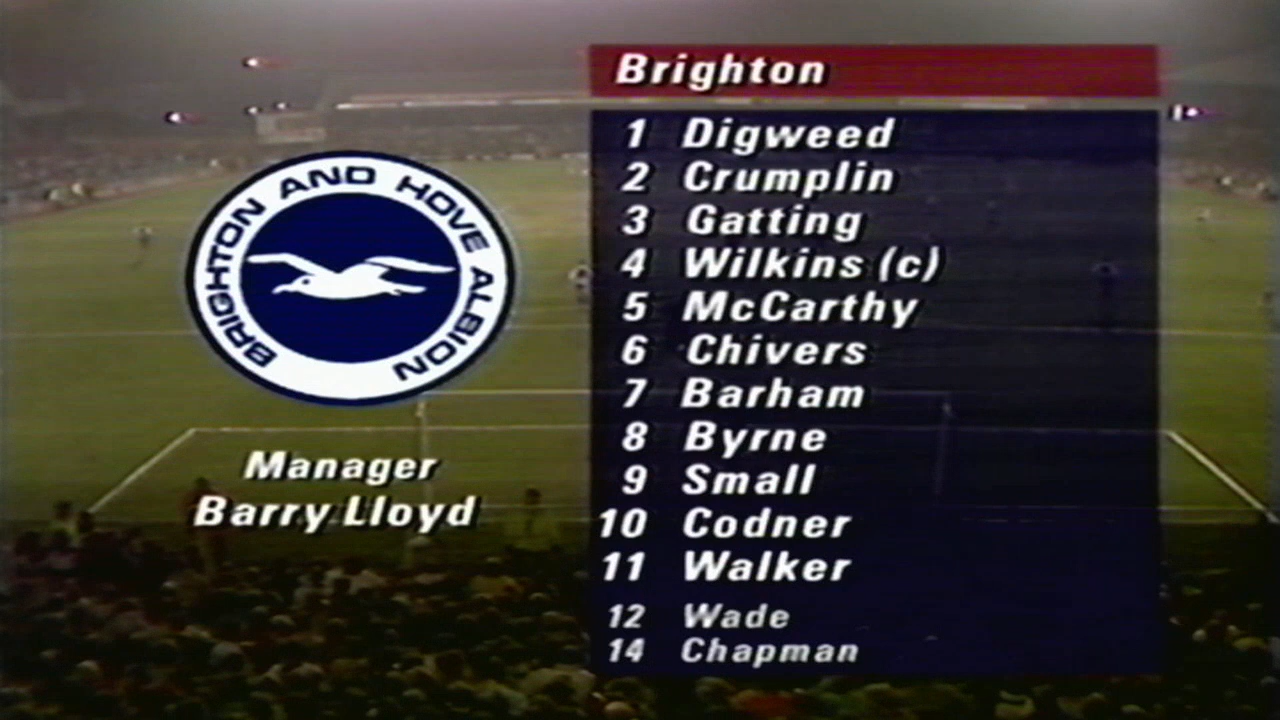 BRIGHTON AND HOVE ALBION
Manager
Barry Lloyd
Brighton
1 Digweed
2 Crumplin
3 Gatting
4 Wilkins (c)
5 McCarthy
6 Chivers
7 Barham
8 Byrne
9 Small
10 Codner
11 Walker
12 Wade
14 Chapman